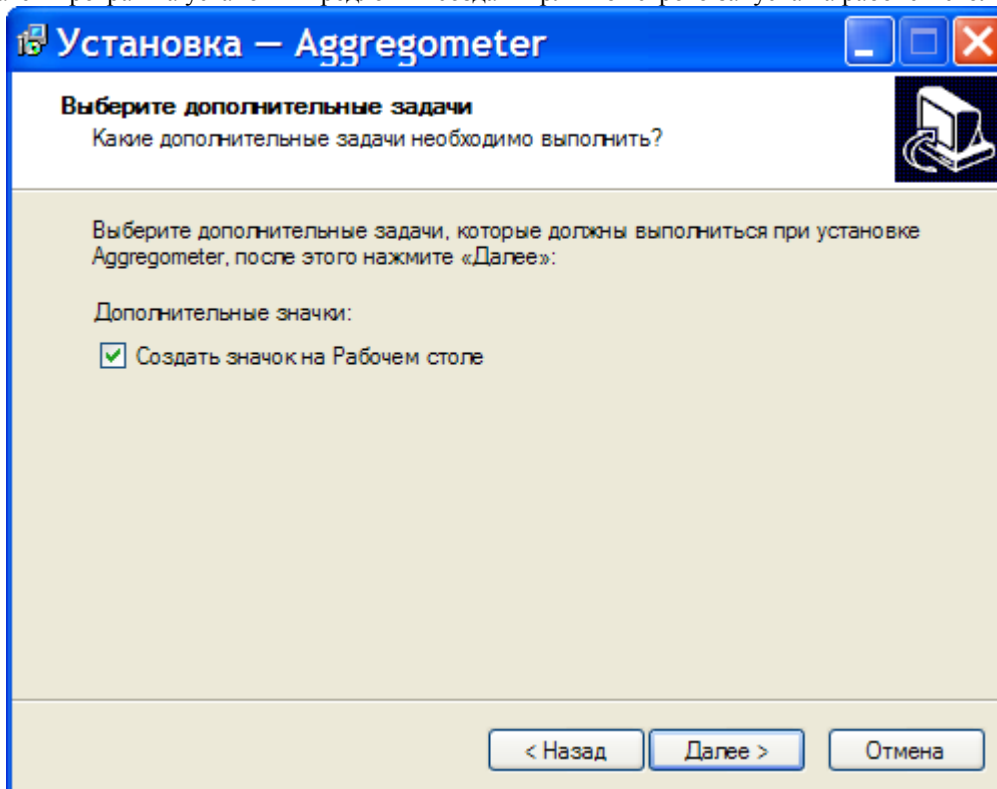 Установка — Aggregometer
Выберите дополнительные задачи
Какие дополнительные задачи необходимо выполнить?
Выберите дополнительные задачи, которые должны выполниться при установке
Aggregometer, после этого нажмите «Далее»:
Дополнительные значки:
Создать значок на Рабочем столе
< Назад
Далее >
Отмена